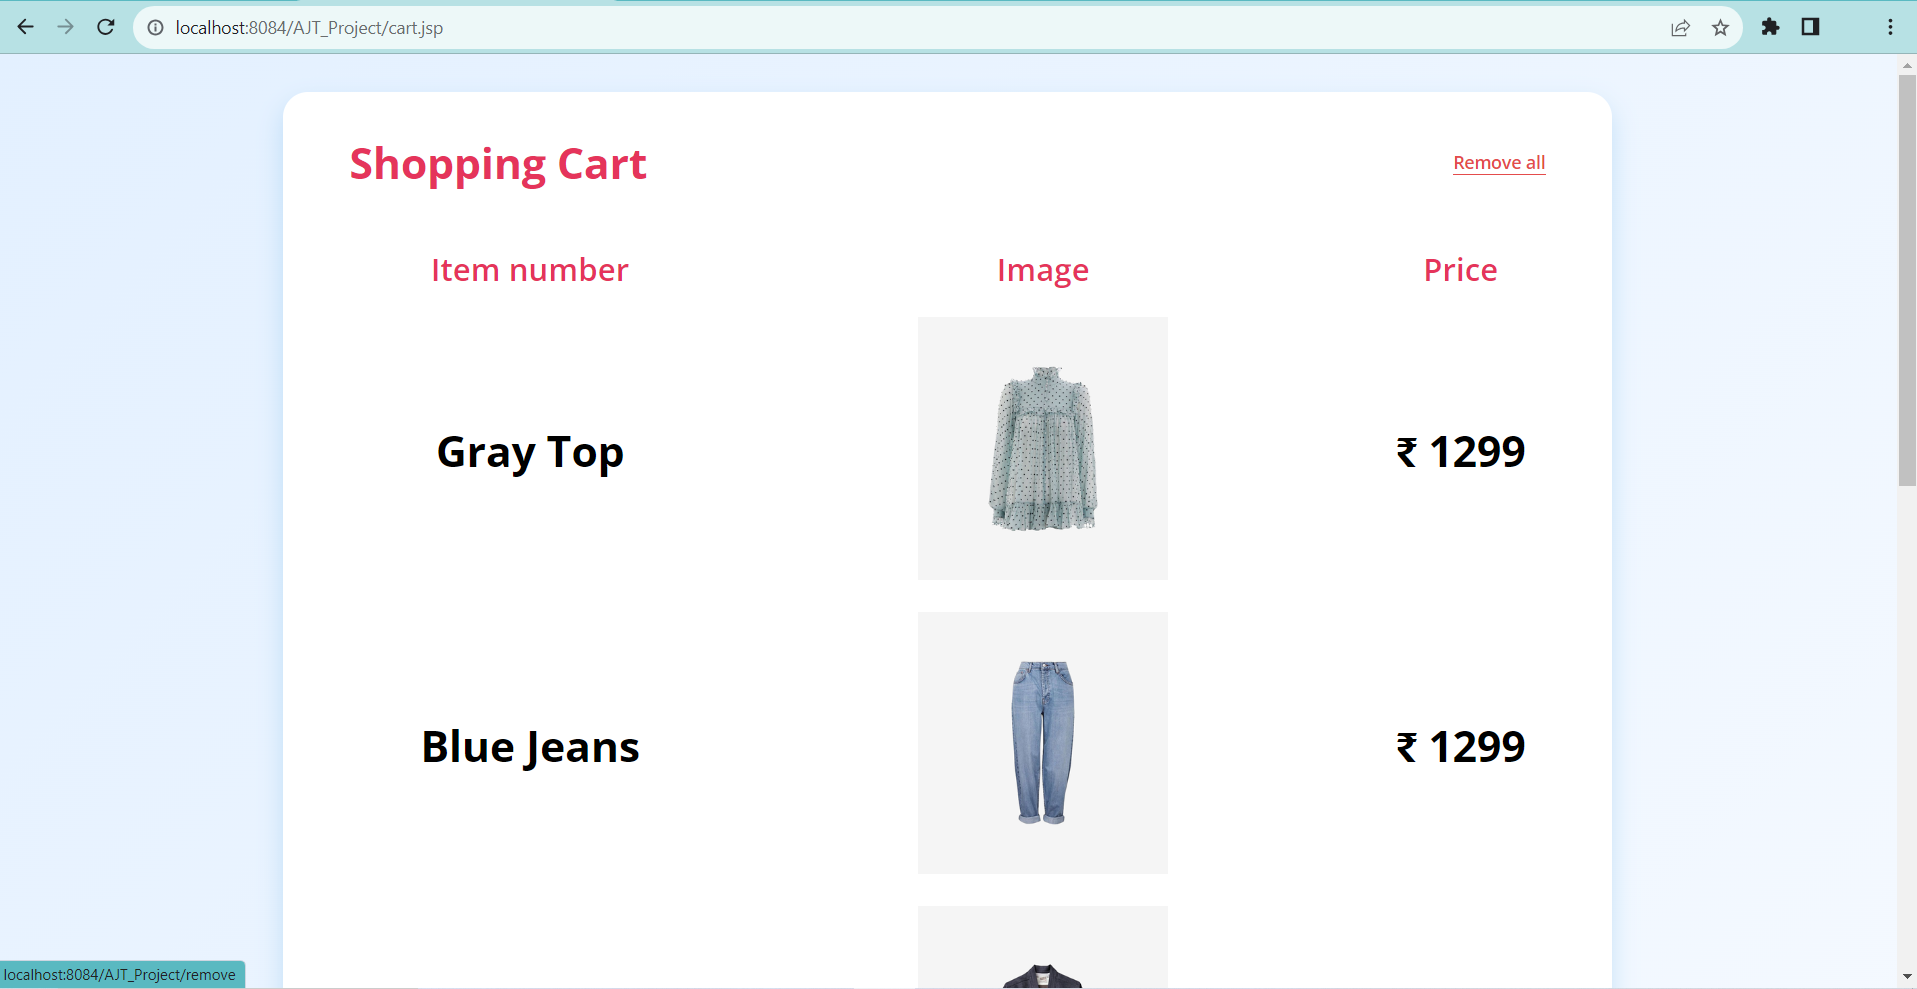 localhost:8084/AJT_Project/cart.jsp
Shopping Cart
Remove all
Item number
Image
Price
Gray Top
₹ 1299
Blue Jeans
₹ 1299
localhost:8084/AJT_Project/remove